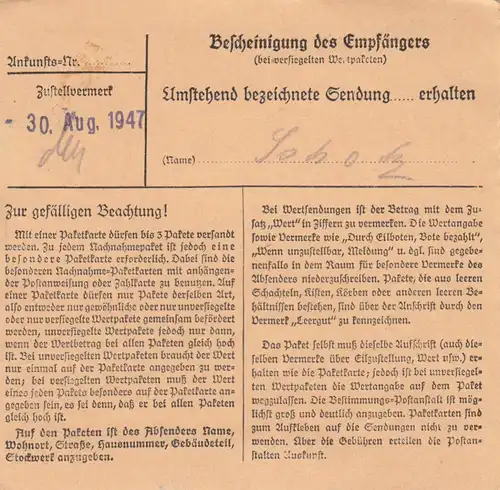 Ankunfts-Nr. ............
Zustellvermerk
- 30. Aug. 1947
Bescheinigung des Empfängers
(bei versiegelten Wertpaketen)
Umstehend bezeichnete Sendung..... erhalten
(Name)
Zur gefälligen Beachtung!
Mit einer Paketkarte dürfen bis 3 Pakete versandt
werden. Zu jedem Nachnahmepaket ist jedoch eine
besondere Paketkarte erforderlich. Dabei sind die
besonderen Nachnahme-Paketkarten mit anhängen-
der Postanweisung oder Zahlkarte zu benutzen. Auf
einer Paketkarte dürfen nur Pakete derselben Art,
also entweder nur gewöhnliche oder nur unversiegelte
oder nur versiegelte Wertpakete gemeinsam befördert
werden, unversiegelte Wertpakete jedoch nur dann,
wenn der Wertbetrag bei allen Paketen gleich hoch
ist. Bei unversiegelten Wertpaketen braucht der Wert
nur einmal auf der Paketkarte angegeben zu wer-
den; bei versiegelten Wertpaketen muß der Wert
eines jeden Pakets besonders auf der Paketkarte an-
gegeben sein, es sei denn, daß er bei allen Paketen
gleich hoch ist.
Auf den Paketen ist des Absenders Name,
Wohnort, Straße, Hausnummer, Gebäudeteil,
Stockwerk anzugeben.
Bei Wertsendungen ist der Betrag mit dem Zu-
satz „Wert" in Ziffern zu vermerken. Die Wertangabe
sowie Vermerke wie „Durch Eilboten, Bote bezahlt",
„Wenn unzustellbar, Meldung" u. dgl. sind gegebe-
nenfalls in dem Raum für besondere Vermerke des
Absenders niederzuschreiben. Pakete, die aus leeren
Schachteln, Kisten, Körben oder anderen leeren Be-
hältnissen bestehen, sind über der Anschrift durch den
Vermerk „Leergut" zu kennzeichnen.
Das Paket selbst muß dieselbe Aufschrift (auch die-
selben Vermerke über Eilzustellung, Wert usw.) er-
halten wie die Paketkarte; jedoch ist bei unversiegel-
ten Wertpaketen die Wertangabe auf dem Paket
wegzulassen. Die Bestimmungs-Postanstalt ist mög-
lichst groß und deutlich anzugeben. Paketkarten sind
zum Aufkleben auf die Sendungen nicht zu ver-
wenden. Über die Gebühren erteilen die Postan-
stalten Auskunft.